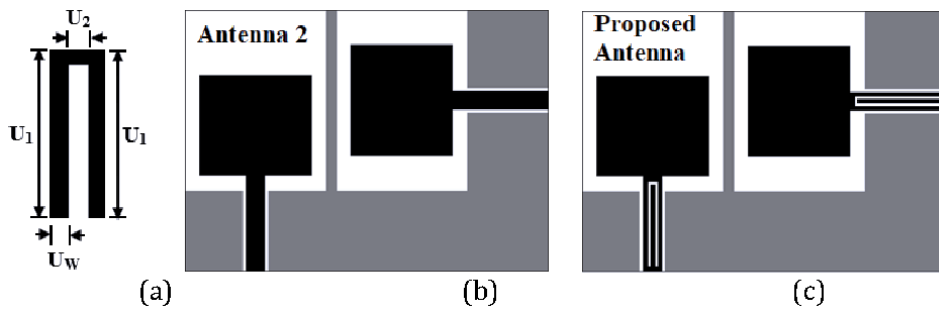 U2
U1
U1
UW
(a)
Antenna 2
(b)
Proposed
Antenna
(c)